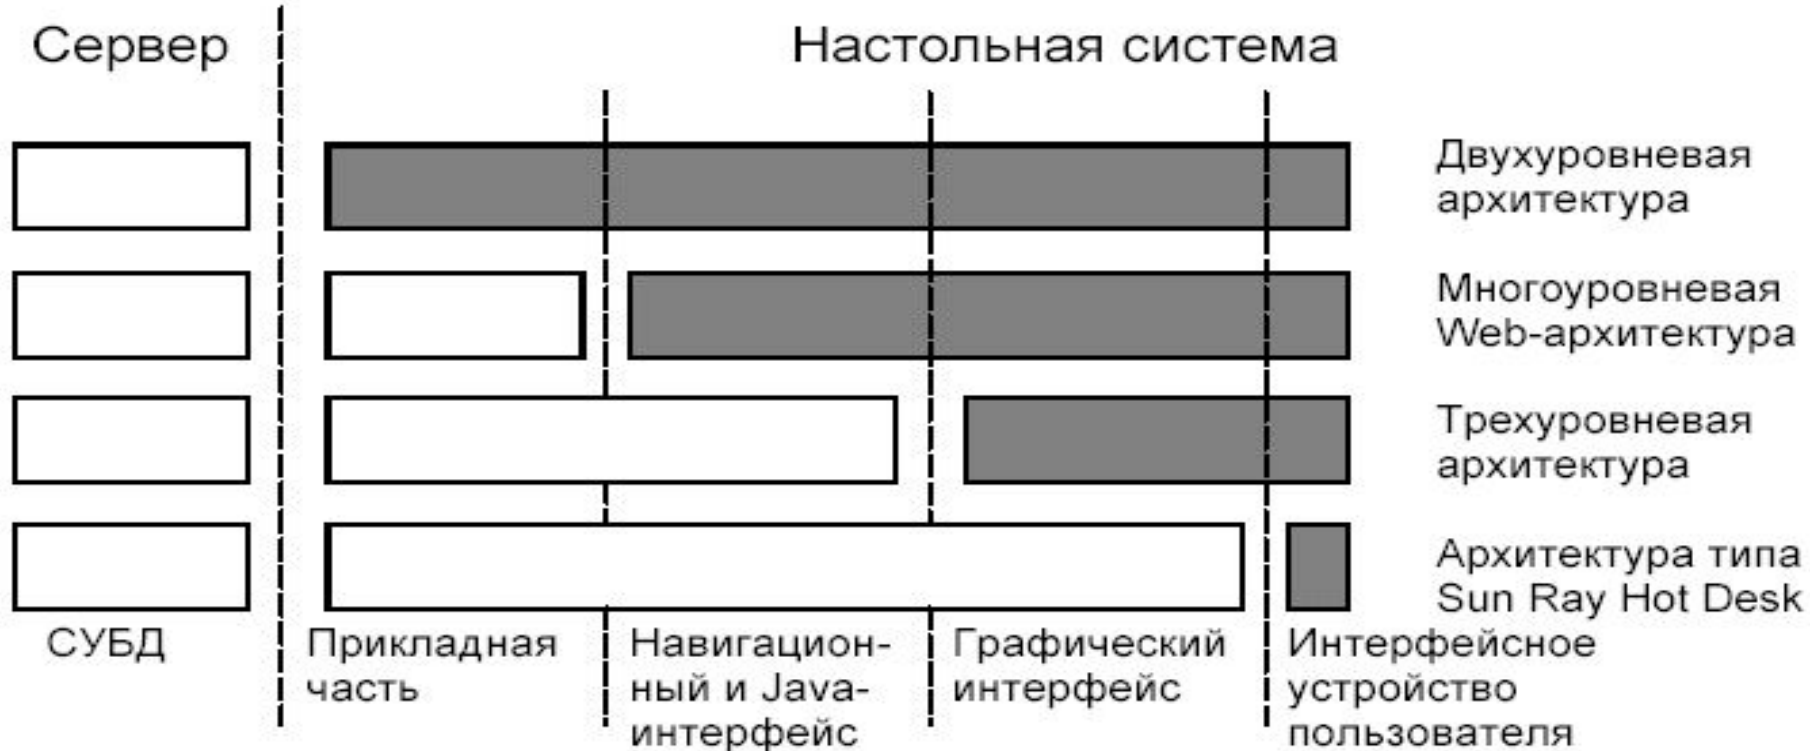 Сервер
Настольная система
Двухуровневая
архитектура
Многоуровневая
Web-архитектура
Трехуровневая
архитектура
Архитектура типа
Sun Ray Hot Desk
СУБД
Прикладная
часть
Навигацион-
ный и Java-
интерфейс
Графический
интерфейс
Интерфейсное
устройство
пользователя